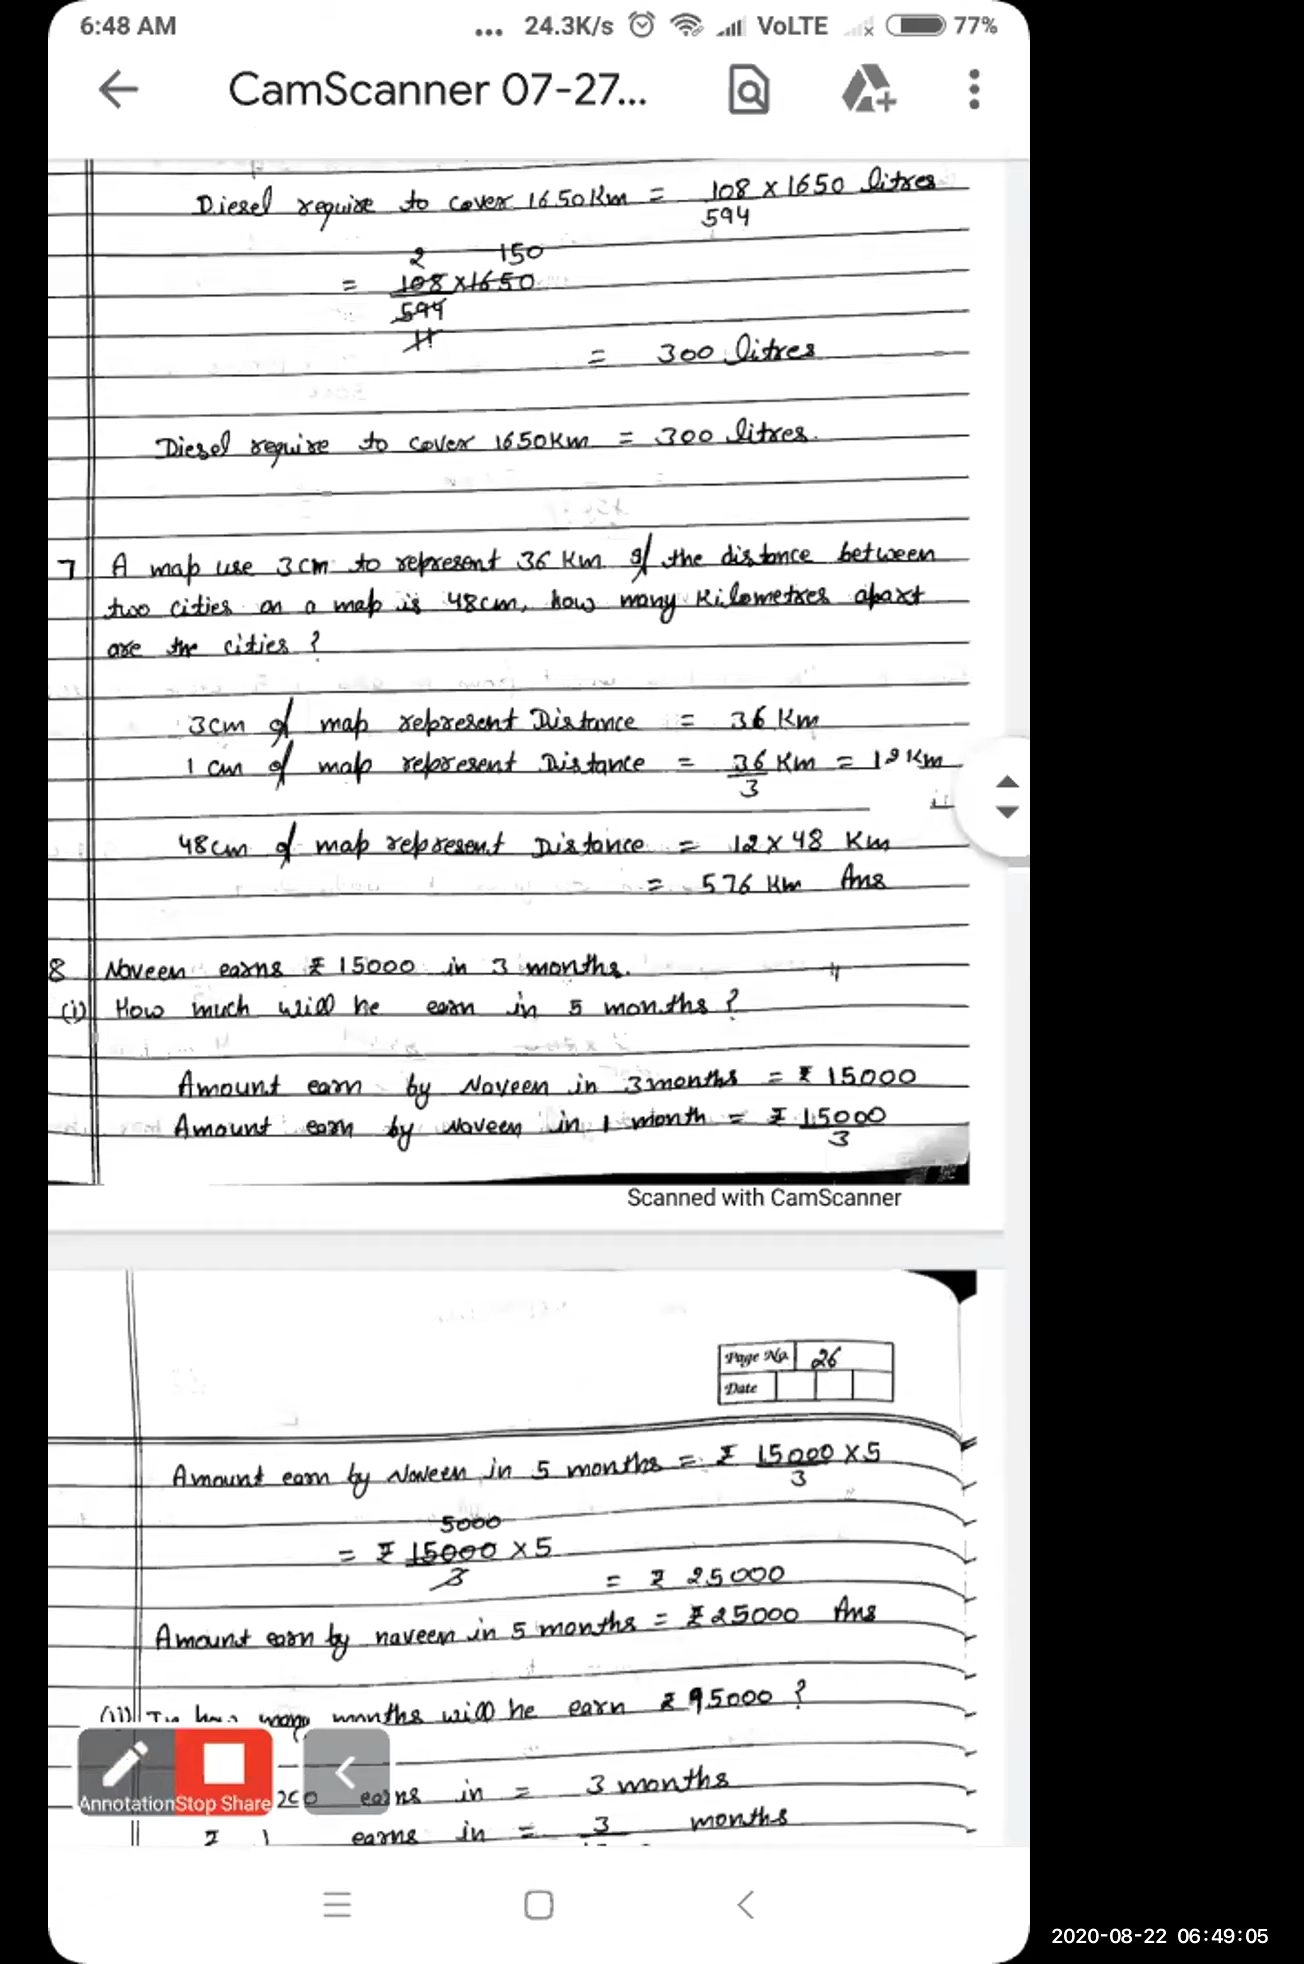 6:48 AM ... 24.3K/s VoLTE 77%
CamScanner 07-27...
Diesel require to cover 1650 Km = 108 x 1650 litres
594
2 150
= 108 x 1650
594
11
= 300 litres
Diesel require to cover 1650 Km = 300 litres.
7 A map use 3 cm to represent 36 Km if the distance between
two cities on a map is 48cm, how many Kilometres apart
are the cities ?
3cm of map represent Distance = 36 Km
1 cm of map represent Distance = 36 Km = 12 Km
3
48cm of map represent Distance = 12 x 48 Km
= 576 Km Ans
8 Naveen earns ₹ 15000 in 3 months.
(i) How much will he earn in 5 months ?
Amount earn by Naveen in 3 months = ₹ 15000
Amount earn by Naveen in 1 month = ₹ 15000
3
Scanned with CamScanner
Page No. 26
Date
Amount earn by Naveen in 5 months = ₹ 15000 x 5
3
5000
= ₹ 15000 x 5
3
= ₹ 25000
Amount earn by naveen in 5 months = ₹ 25000 Ans
(ii) In how many months will he earn ₹ 95000 ?
earns in = 3 months
₹ 1 earns in = 3 months
Annotation Stop Share
2020-08-22 06:49:05